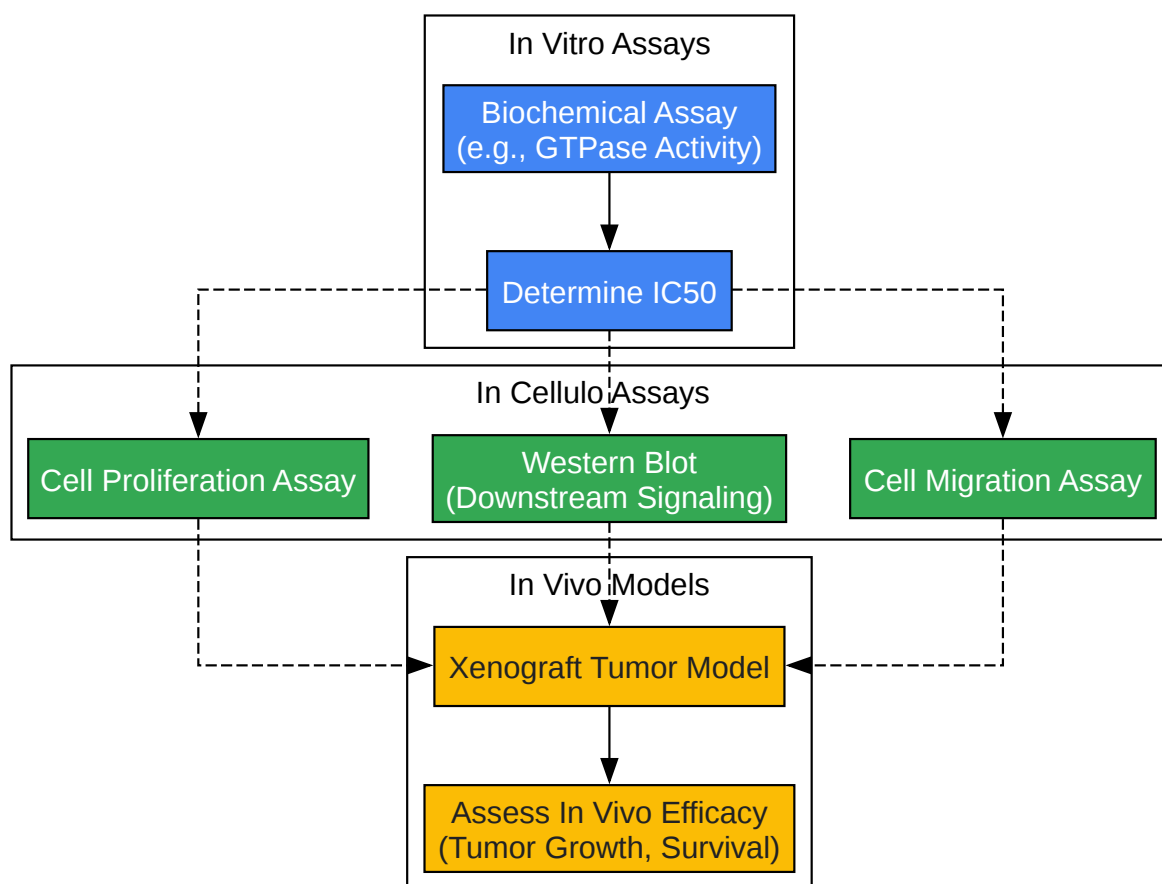 In Vitro Assays
Biochemical Assay
(e.g., GTPase Activity)
Determine IC50
In Cellulo Assays
Cell Proliferation Assay
Western Blot
(Downstream Signaling)
Cell Migration Assay
In Vivo Models
Xenograft Tumor Model
Assess In Vivo Efficacy
(Tumor Growth, Survival)